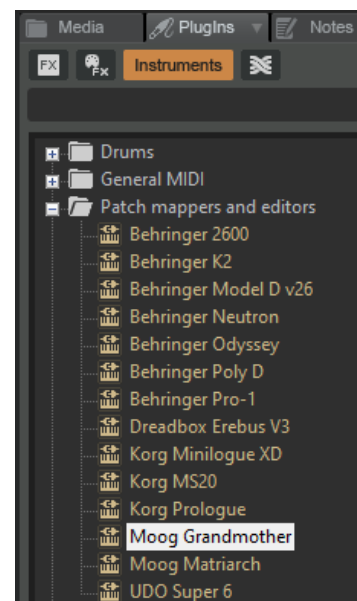 Media PlugIns Notes
FX Fx Instruments
Drums
General MIDI
Patch mappers and editors
Behringer 2600
Behringer K2
Behringer Model D v26
Behringer Neutron
Behringer Odyssey
Behringer Poly D
Behringer Pro-1
Dreadbox Erebus V3
Korg Minilogue XD
Korg MS20
Korg Prologue
Moog Grandmother
Moog Matriarch
UDO Super 6